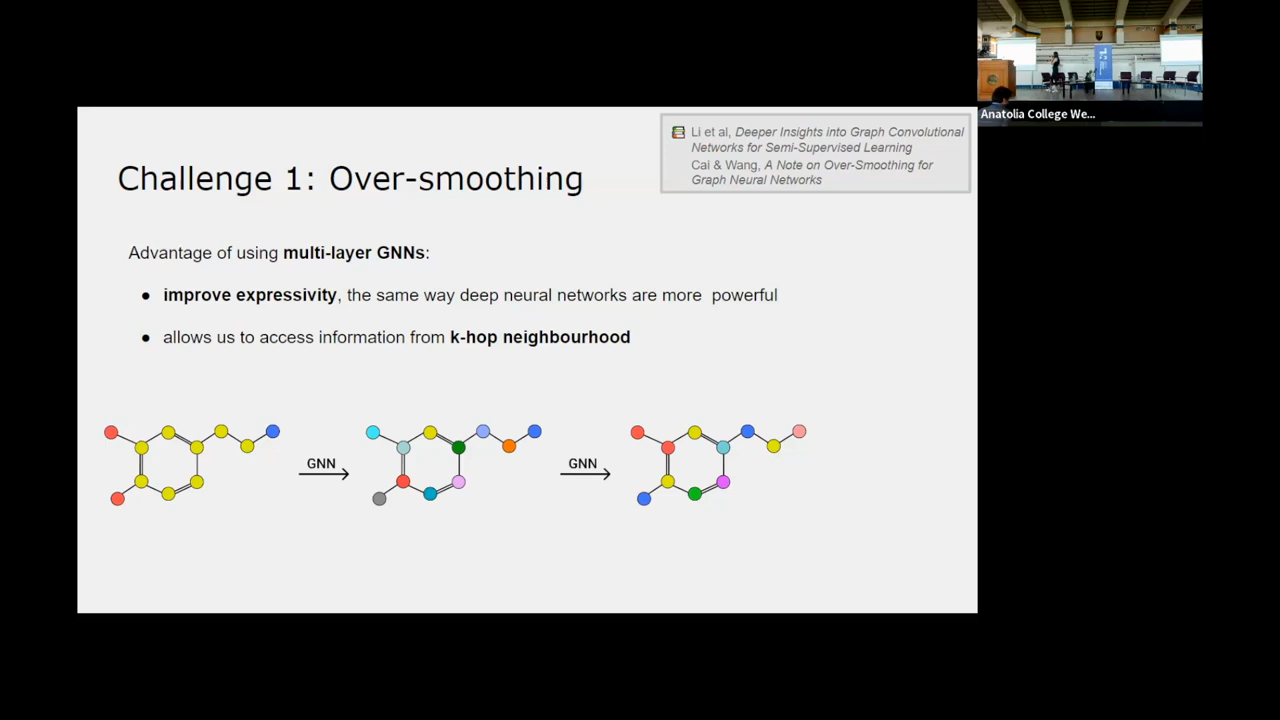 Anatolia College We...
Li et al, Deeper Insights into Graph Convolutional
Networks for Semi-Supervised Learning
Cai & Wang, A Note on Over-Smoothing for
Graph Neural Networks
Challenge 1: Over-smoothing
Advantage of using multi-layer GNNs:
● improve expressivity, the same way deep neural networks are more powerful
● allows us to access information from k-hop neighbourhood
GNN
GNN